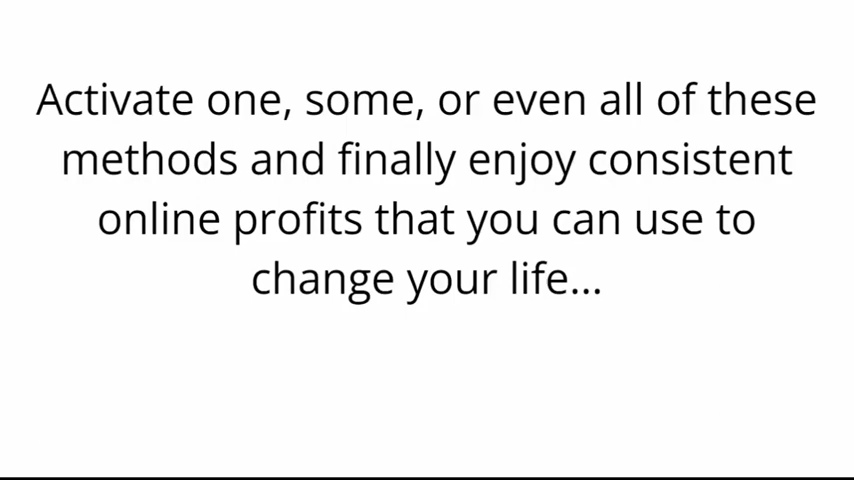 Activate one, some, or even all of these
methods and finally enjoy consistent
online profits that you can use to
change your life...